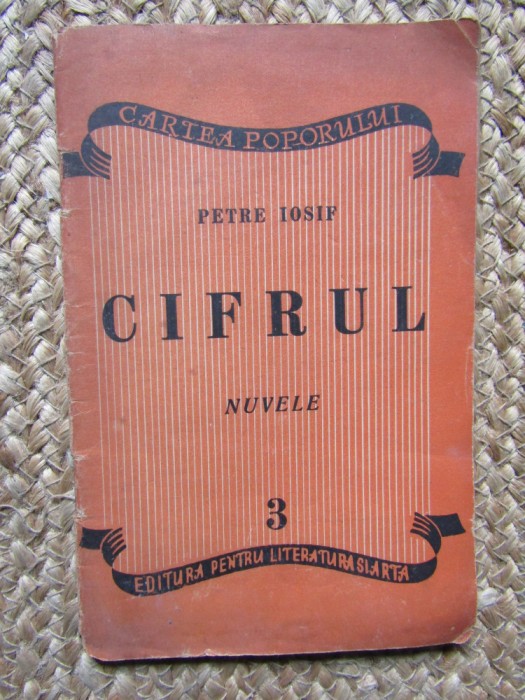 CARTEA POPORULUI
PETRE IOSIF
CIFRUL
NUVELE
3
EDITURA PENTRU LITERATURA SI ARTA